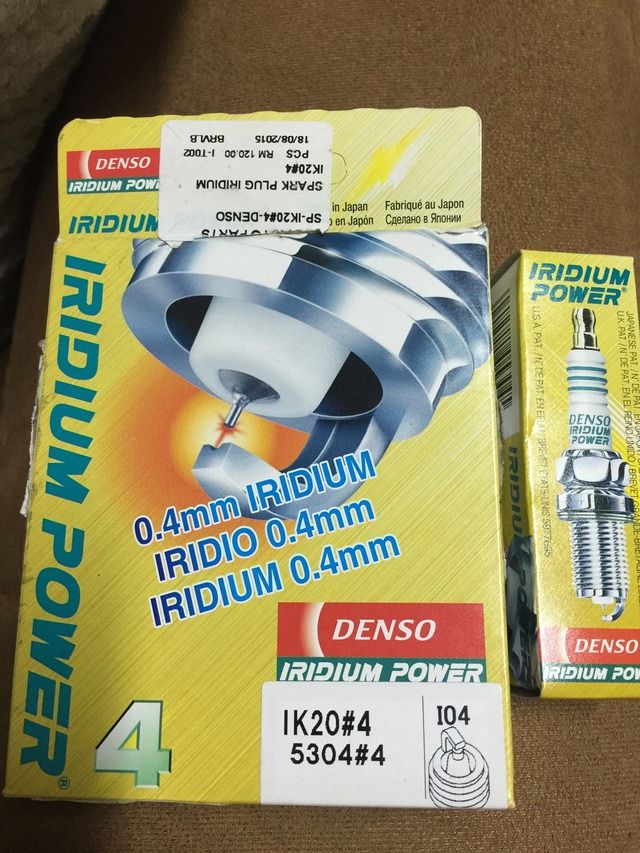 SP-IK20#4-DENSO
SPARK PLUG IRIDIUM
IK20#4
PCS RM 120.00 I-T002
18/08/2015 BRVLB
DENSO
IRIDIUM POWER
in Japan
Fabriqué au Japon
en Japón
Сделано в Японии
IRIDIUM POWER®
0.4mm IRIDIUM
IRIDIO 0.4mm
IRIDIUM 0.4mm
DENSO
IRIDIUM POWER
4
IK20#4
5304#4
I04
IRIDIUM
POWER®
DENSO
IRIDIUM
POWER
IRIDIUM
DENSO